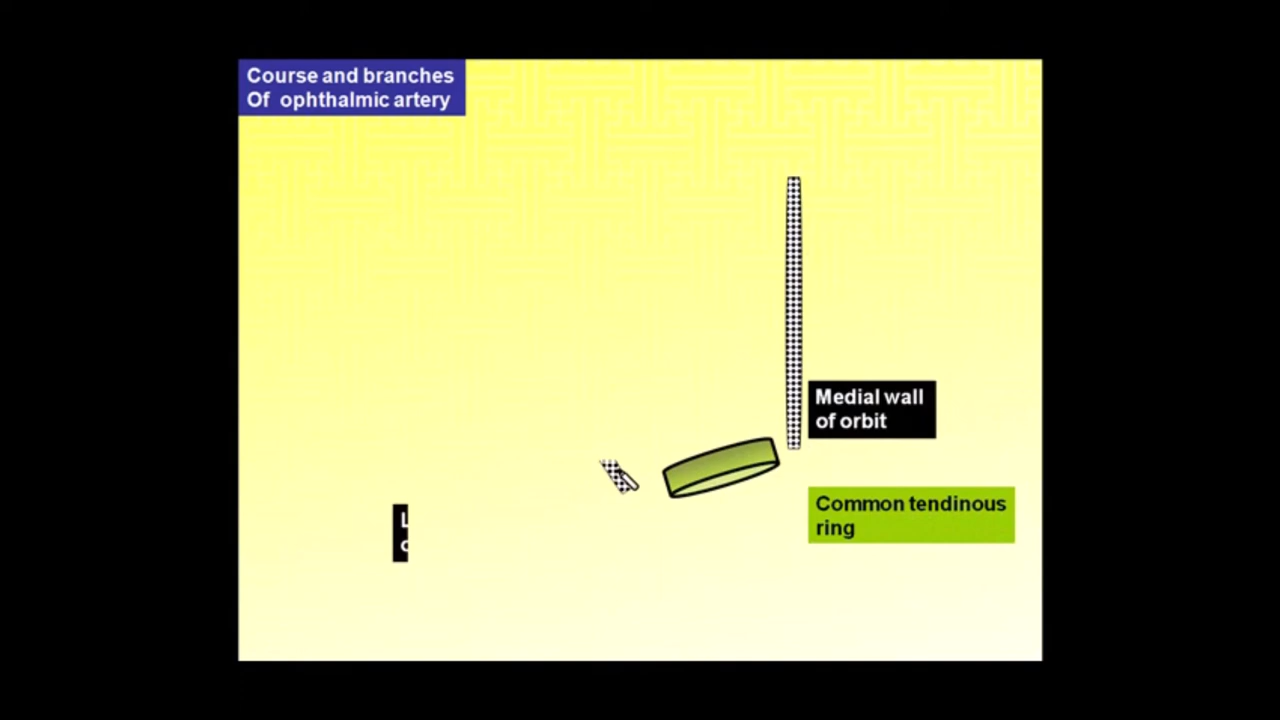 Course and branches
Of ophthalmic artery
Medial wall
of orbit
Common tendinous
ring